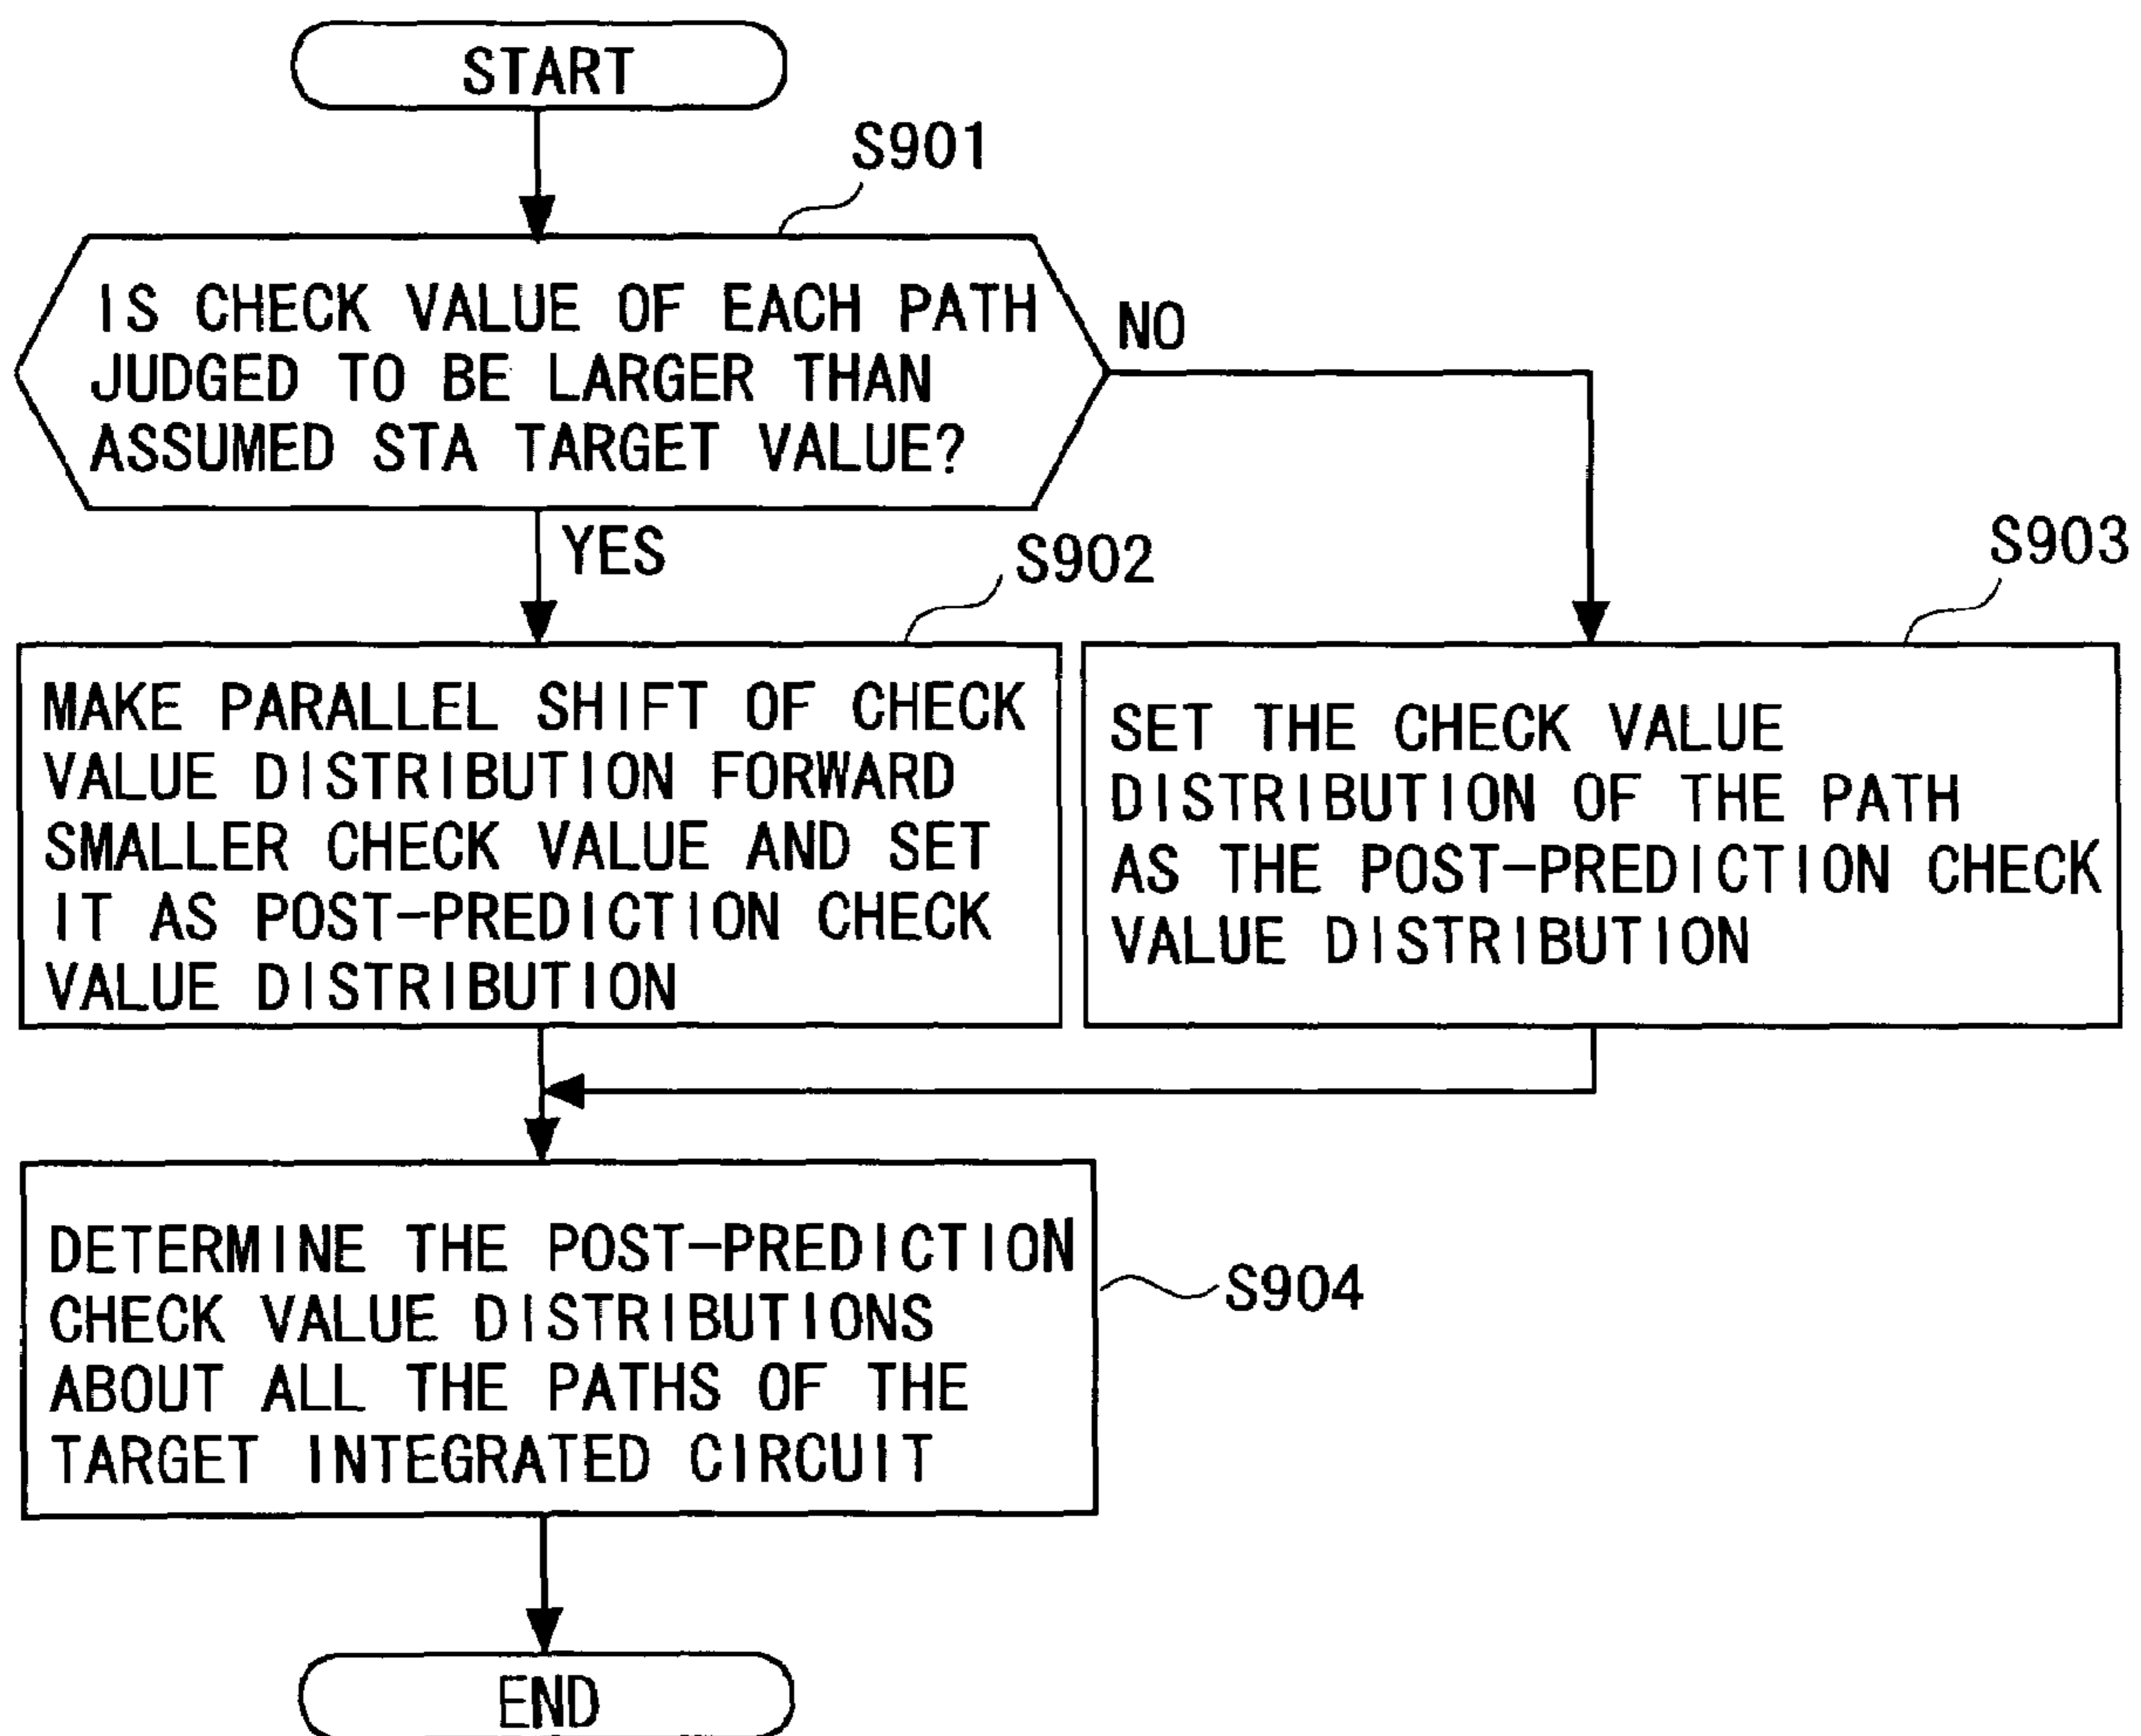 START
S901
IS CHECK VALUE OF EACH PATH
JUDGED TO BE LARGER THAN
ASSUMED STA TARGET VALUE?
NO
YES
S902
S903
MAKE PARALLEL SHIFT OF CHECK
VALUE DISTRIBUTION FORWARD
SMALLER CHECK VALUE AND SET
IT AS POST-PREDICTION CHECK
VALUE DISTRIBUTION
SET THE CHECK VALUE
DISTRIBUTION OF THE PATH
AS THE POST-PREDICTION CHECK
VALUE DISTRIBUTION
DETERMINE THE POST-PREDICTION
CHECK VALUE DISTRIBUTIONS
ABOUT ALL THE PATHS OF THE
TARGET INTEGRATED CIRCUIT
S904
END